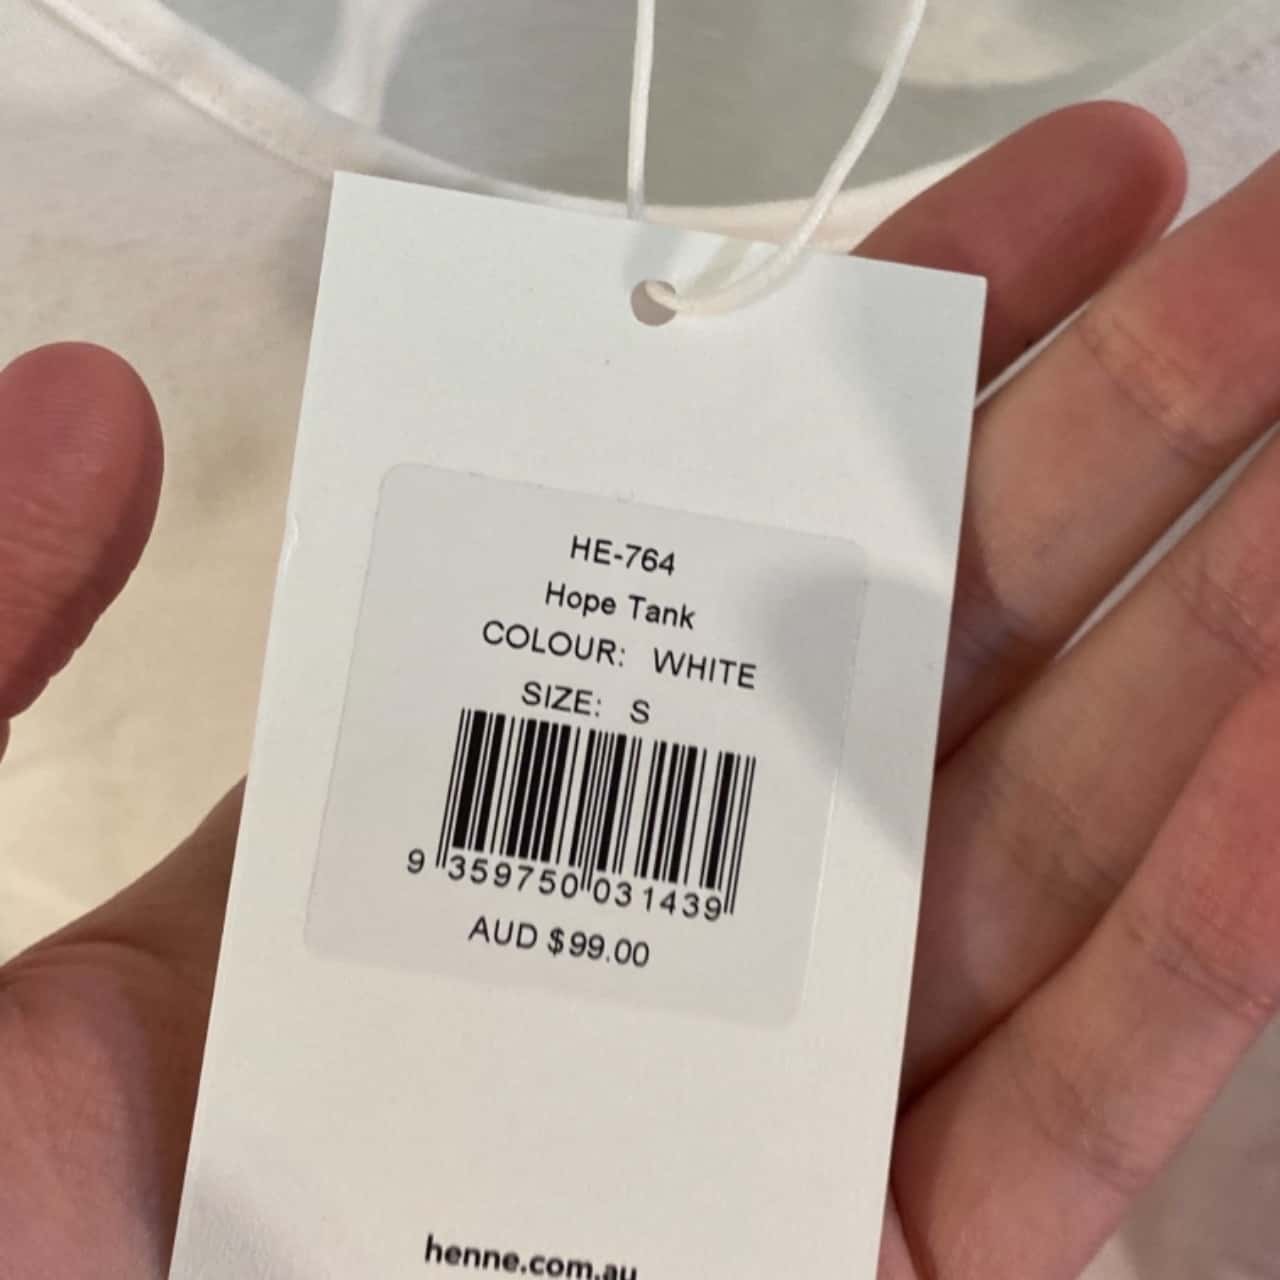 HE-764
Hope Tank
COLOUR: WHITE
SIZE: S
9 359750 031439
AUD $99.00
henne.com.au